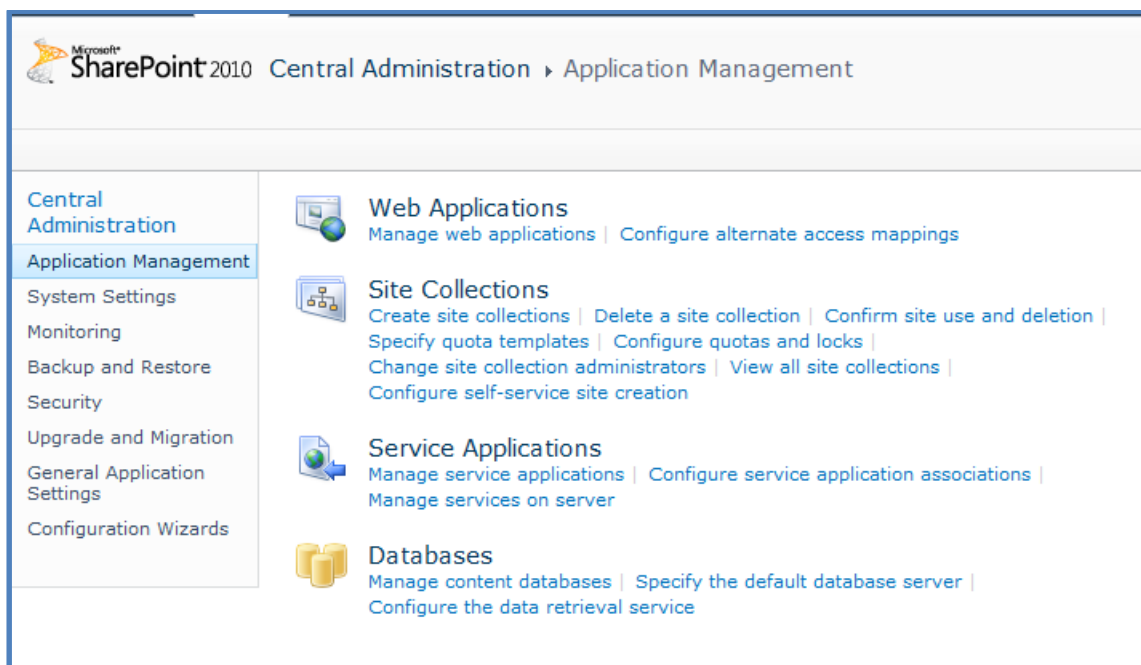 Microsoft®
SharePoint 2010 Central Administration ▸ Application Management
Central
Administration
Application Management
System Settings
Monitoring
Backup and Restore
Security
Upgrade and Migration
General Application
Settings
Configuration Wizards
Web Applications
Manage web applications | Configure alternate access mappings
Site Collections
Create site collections | Delete a site collection | Confirm site use and deletion |
Specify quota templates | Configure quotas and locks |
Change site collection administrators | View all site collections |
Configure self-service site creation
Service Applications
Manage service applications | Configure service application associations |
Manage services on server
Databases
Manage content databases | Specify the default database server |
Configure the data retrieval service